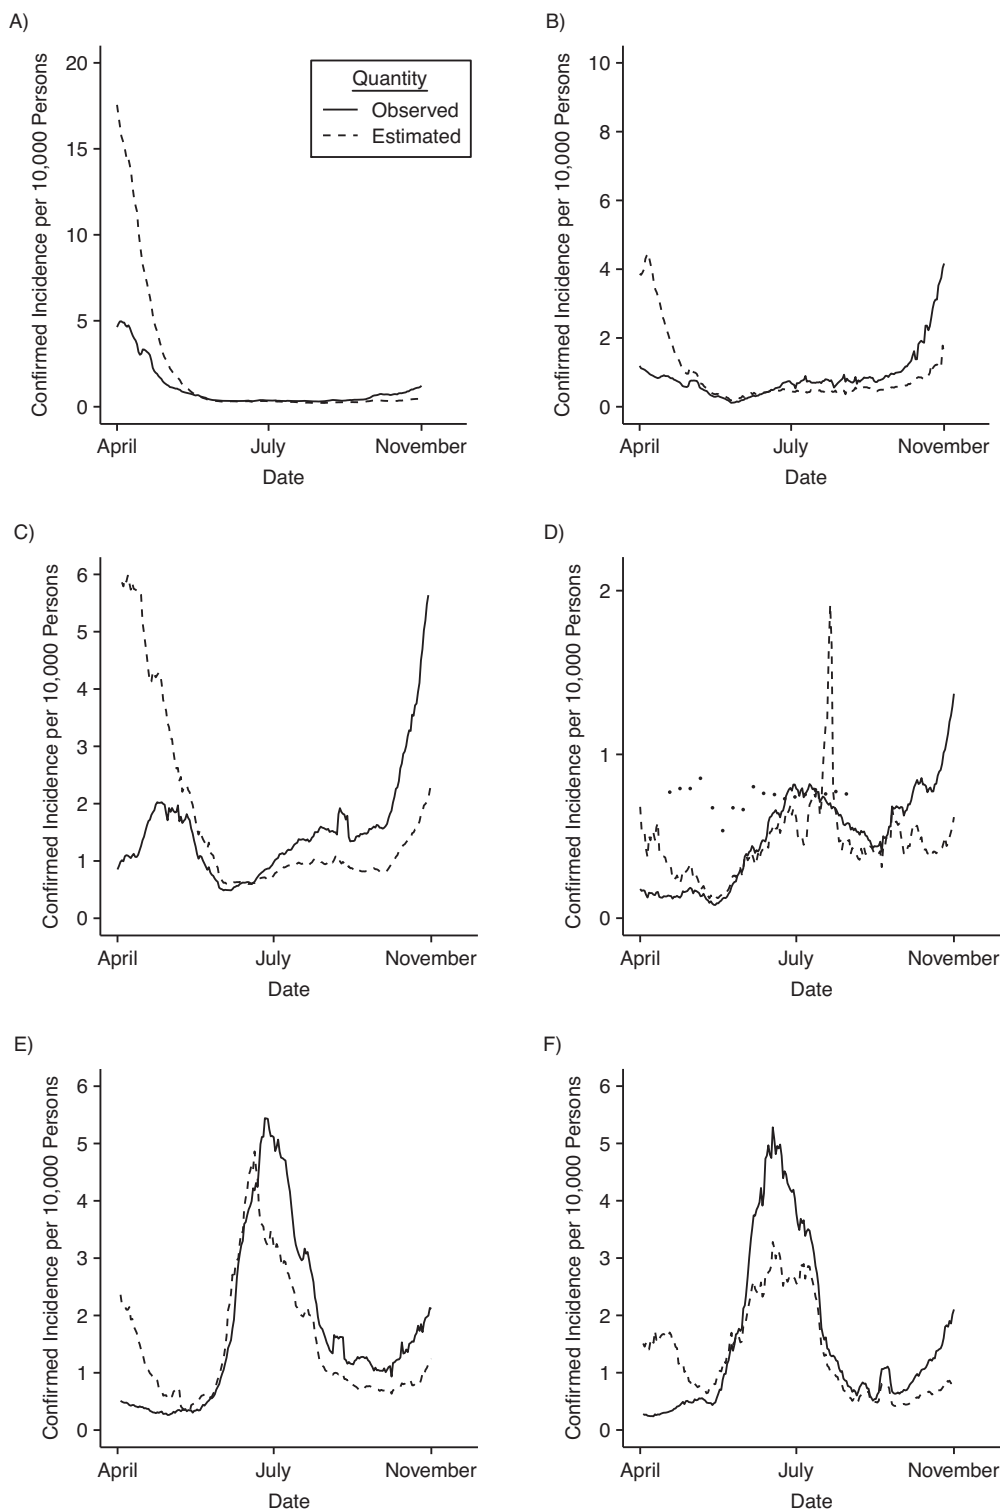 A)
Confirmed Incidence per 10,000 Persons
20
15
10
5
0
Quantity
Observed
Estimated
April
July
November
Date
B)
Confirmed Incidence per 10,000 Persons
10
8
6
4
2
0
April
July
November
Date
C)
Confirmed Incidence per 10,000 Persons
6
5
4
3
2
1
0
April
July
November
Date
D)
Confirmed Incidence per 10,000 Persons
2
1
0
April
July
November
Date
E)
Confirmed Incidence per 10,000 Persons
6
5
4
3
2
1
0
April
July
November
Date
F)
Confirmed Incidence per 10,000 Persons
6
5
4
3
2
1
0
April
July
November
Date